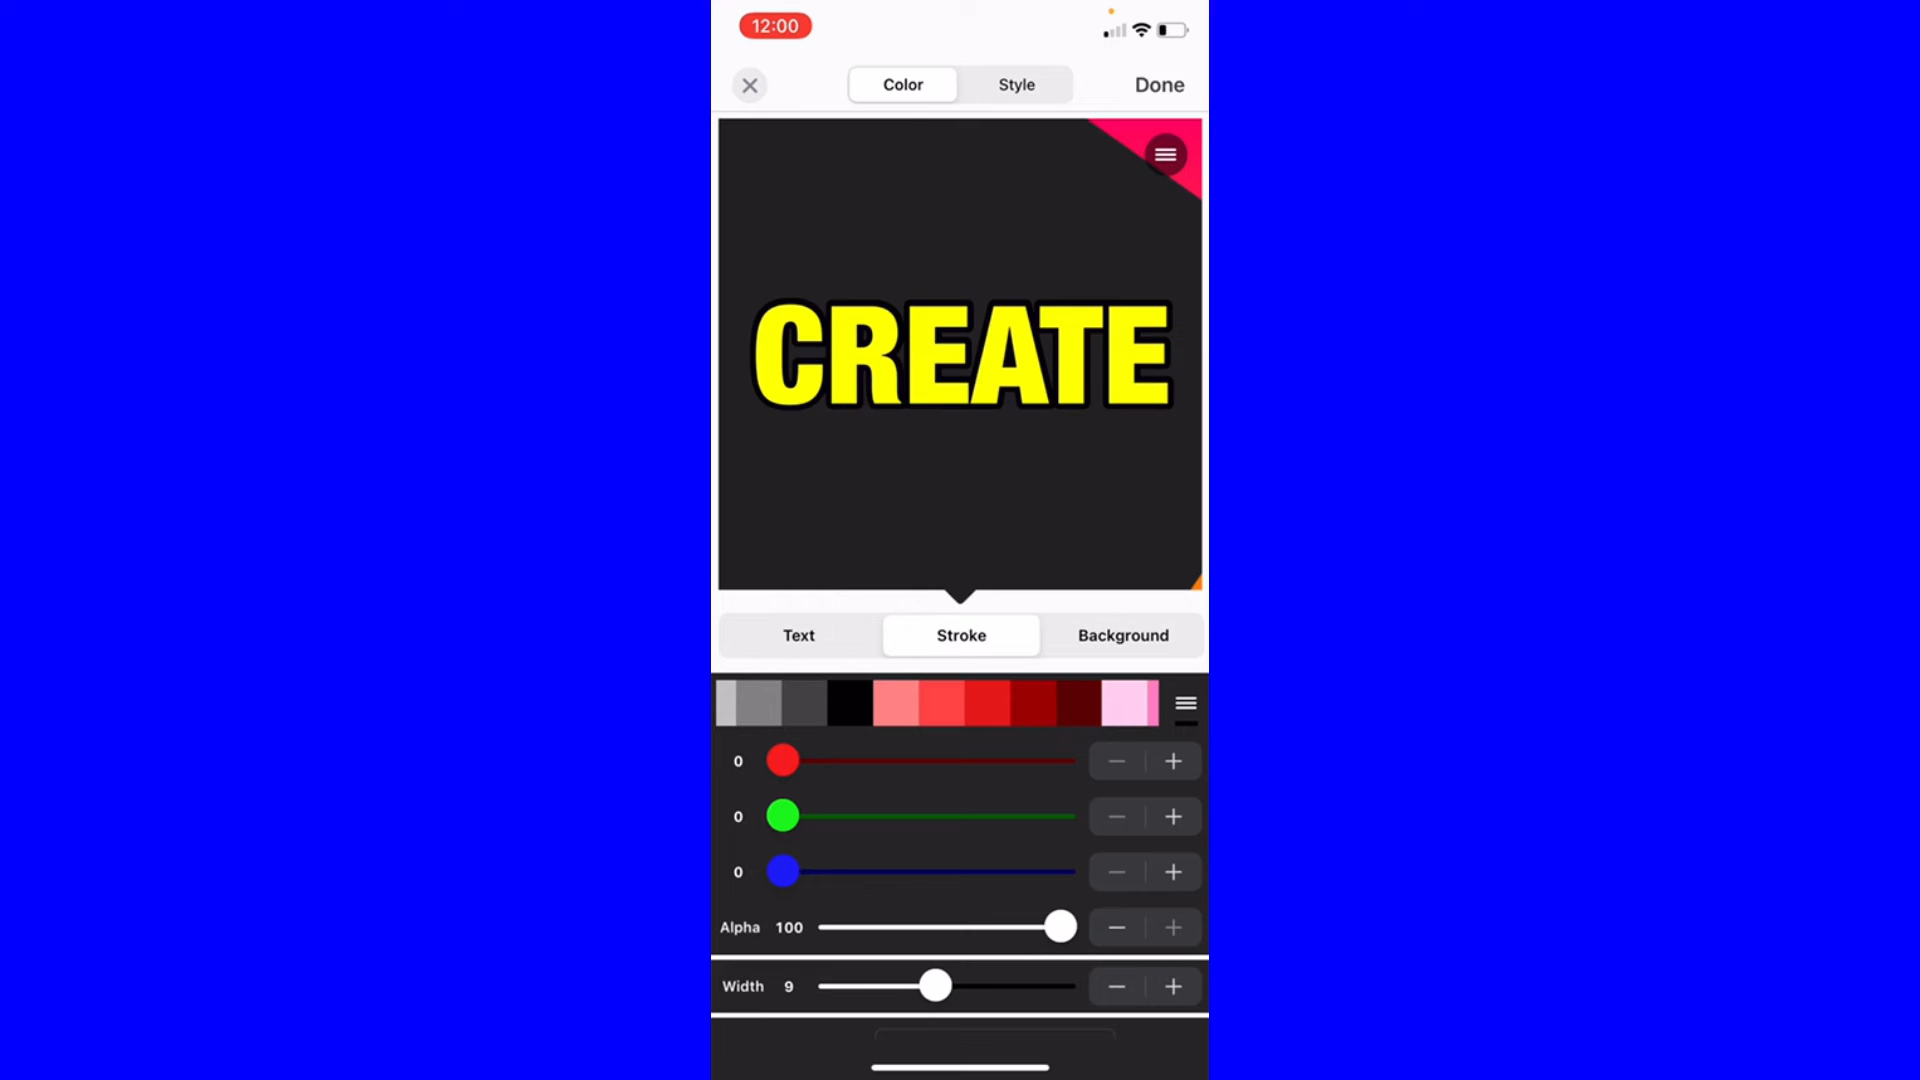 12:00
Color Style Done
CREATE
Text Stroke Background
0
0
0
Alpha 100
Width 9